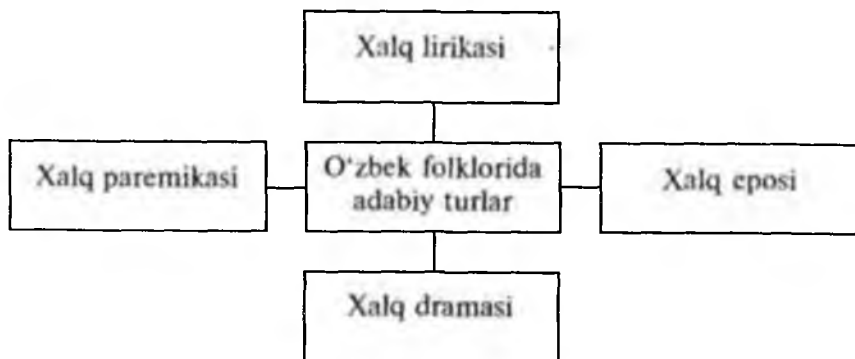 Xalq lirikasi
Xalq paremikasi
O‘zbek folklorida
adabiy turlar
Xalq eposi
Xalq dramasi